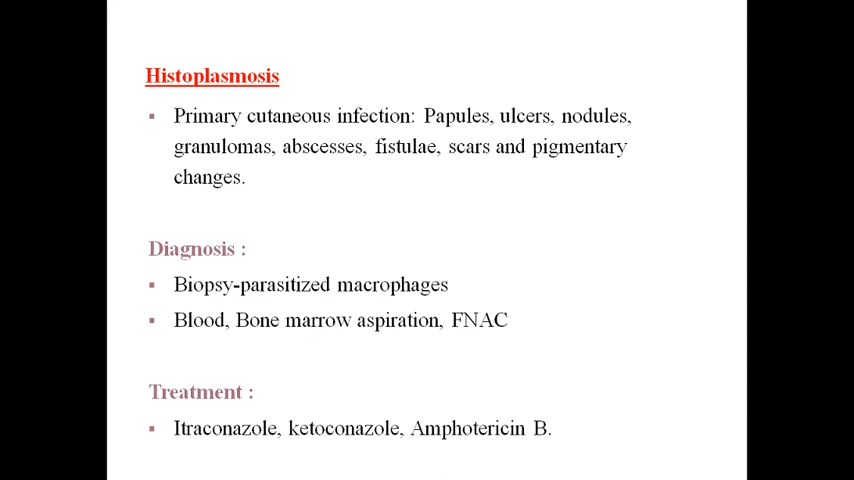 Histoplasmosis
▪ Primary cutaneous infection: Papules, ulcers, nodules,
granulomas, abscesses, fistulae, scars and pigmentary
changes.
Diagnosis :
▪ Biopsy-parasitized macrophages
▪ Blood, Bone marrow aspiration, FNAC
Treatment :
▪ Itraconazole, ketoconazole, Amphotericin B.